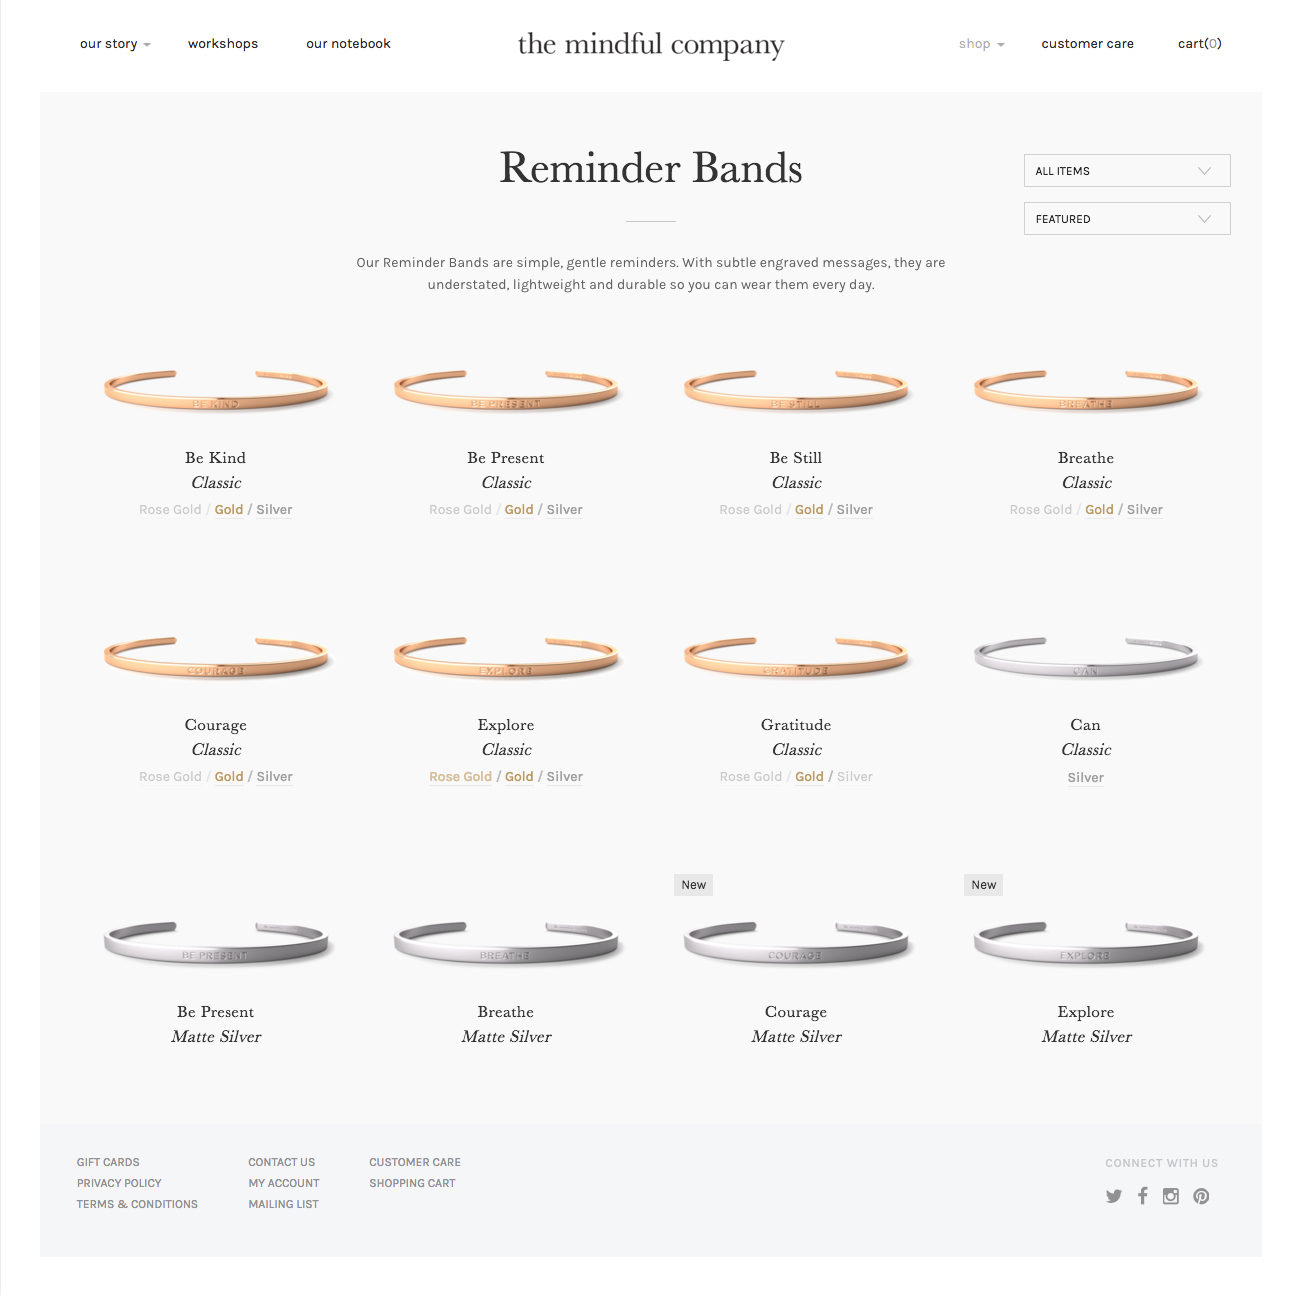 our story
workshops
our notebook
the mindful company
shop
customer care
cart(0)
Reminder Bands
ALL ITEMS
FEATURED
Our Reminder Bands are simple, gentle reminders. With subtle engraved messages, they are
understated, lightweight and durable so you can wear them every day.
BE KIND
BE PRESENT
BE STILL
BREATHE
Be Kind
Classic
Rose Gold / Gold / Silver
Be Present
Classic
Rose Gold / Gold / Silver
Be Still
Classic
Rose Gold / Gold / Silver
Breathe
Classic
Rose Gold / Gold / Silver
COURAGE
EXPLORE
GRATITUDE
CAN
Courage
Classic
Rose Gold / Gold / Silver
Explore
Classic
Rose Gold / Gold / Silver
Gratitude
Classic
Rose Gold / Gold / Silver
Can
Classic
Silver
New
New
BE PRESENT
BREATHE
COURAGE
EXPLORE
Be Present
Matte Silver
Breathe
Matte Silver
Courage
Matte Silver
Explore
Matte Silver
GIFT CARDS
PRIVACY POLICY
TERMS & CONDITIONS
CONTACT US
MY ACCOUNT
MAILING LIST
CUSTOMER CARE
SHOPPING CART
CONNECT WITH US